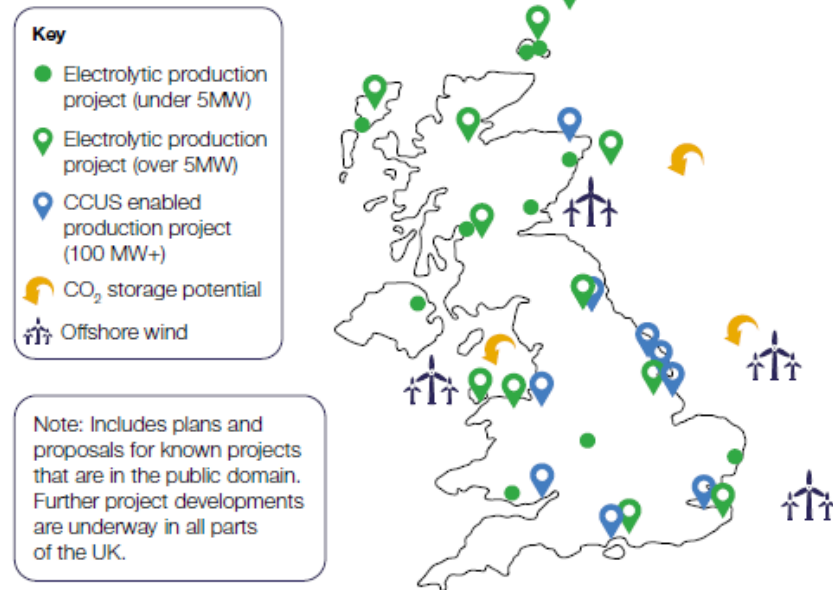 Key
Electrolytic production
project (under 5MW)
Electrolytic production
project (over 5MW)
CCUS enabled
production project
(100 MW+)
CO₂ storage potential
Offshore wind
Note: Includes plans and
proposals for known projects
that are in the public domain.
Further project developments
are underway in all parts
of the UK.